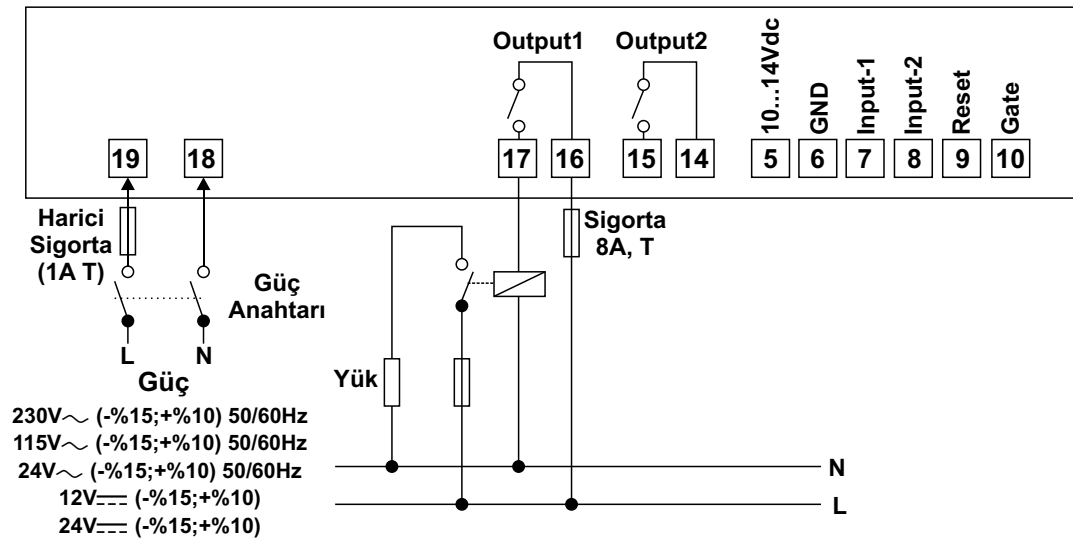 Output1 Output2
10...14Vdc
GND
Input-1
Input-2
Reset
Gate
19 18 17 16 15 14 5 6 7 8 9 10
Harici
Sigorta
(1A T)
Güç
Anahtarı
Sigorta
8A, T
L N
Güç
Yük
230V～ (-%15;+%10) 50/60Hz
115V～ (-%15;+%10) 50/60Hz
24V～ (-%15;+%10) 50/60Hz
12V⎓ (-%15;+%10)
24V⎓ (-%15;+%10)
N
L